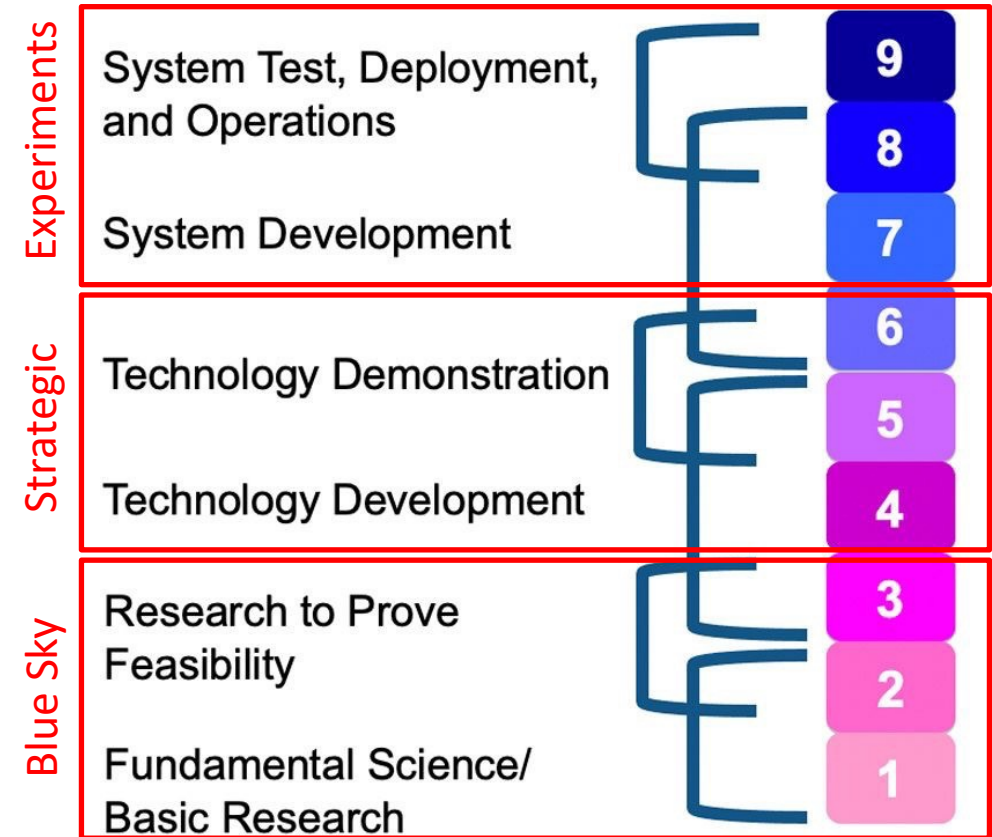 Experiments
System Test, Deployment,
and Operations
System Development
9
8
7
Strategic
Technology Demonstration
Technology Development
6
5
4
Blue Sky
Research to Prove
Feasibility
Fundamental Science/
Basic Research
3
2
1